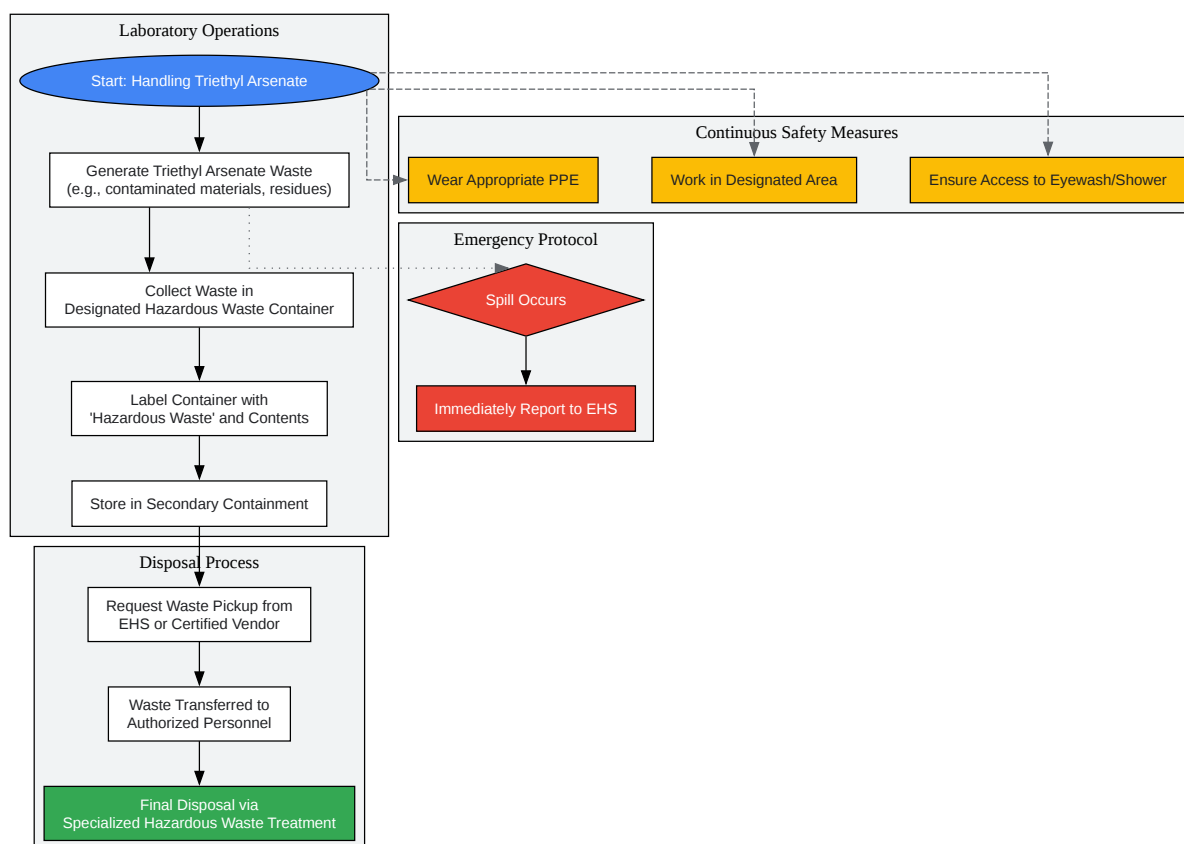 Laboratory Operations
Start: Handling Triethyl Arsenate
Generate Triethyl Arsenate Waste
(e.g., contaminated materials, residues)
Collect Waste in
Designated Hazardous Waste Container
Label Container with
'Hazardous Waste' and Contents
Store in Secondary Containment
Continuous Safety Measures
Wear Appropriate PPE
Work in Designated Area
Ensure Access to Eyewash/Shower
Emergency Protocol
Spill Occurs
Immediately Report to EHS
Disposal Process
Request Waste Pickup from
EHS or Certified Vendor
Waste Transferred to
Authorized Personnel
Final Disposal via
Specialized Hazardous Waste Treatment